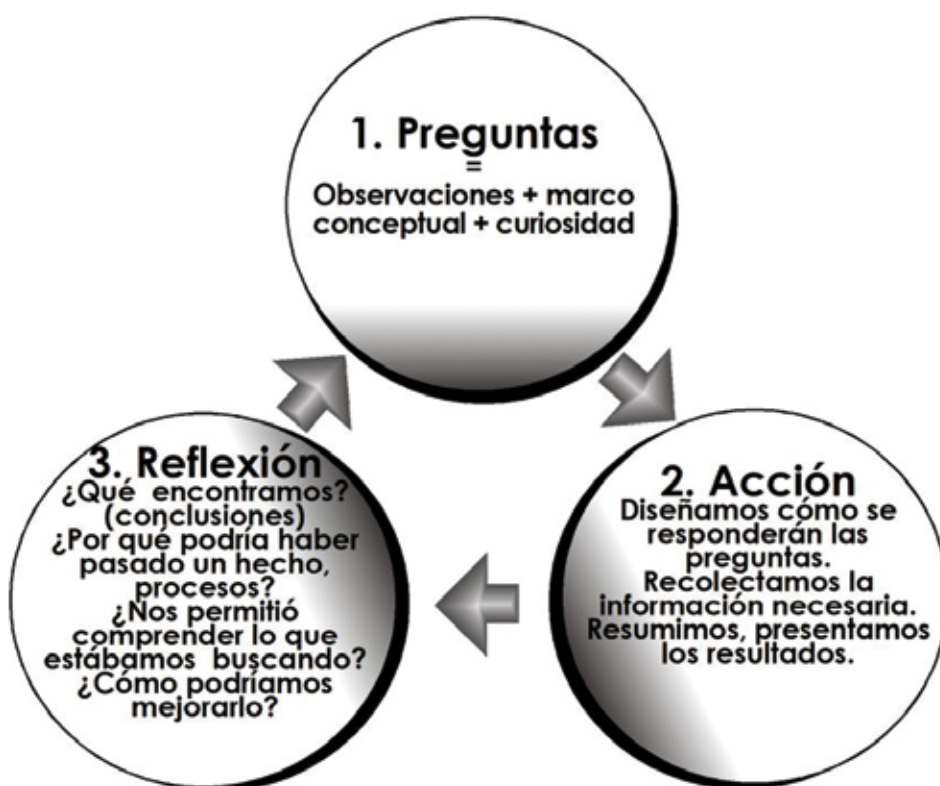 1. Preguntas
=
Observaciones + marco
conceptual + curiosidad
2. Acción
Diseñamos cómo se
responderán las
preguntas.
Recolectamos la
información necesaria.
Resumimos, presentamos
los resultados.
3. Reflexión
¿Qué encontramos?
(conclusiones)
¿Por qué podría haber
pasado un hecho,
procesos?
¿Nos permitió
comprender lo que
estábamos buscando?
¿Cómo podríamos
mejorarlo?